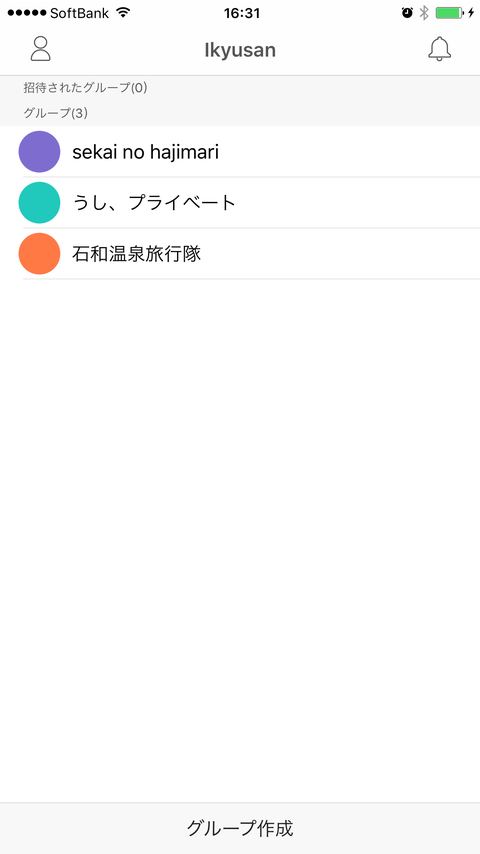 SoftBank 16:31
Ikyusan
招待されたグループ(0)
グループ(3)
sekai no hajimari
うし、プライベート
石和温泉旅行隊
グループ作成